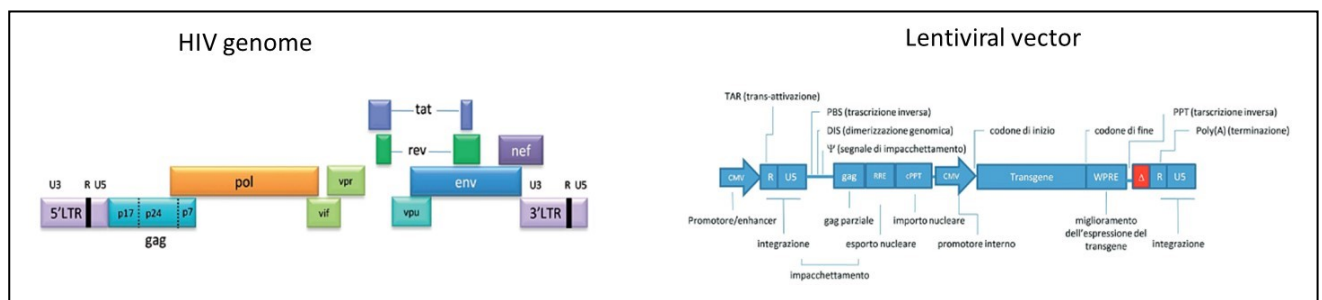 HIV genome
tat
rev
nef
pol
vpr
env
U3
R U5
5'LTR
p17
p24
p7
gag
vif
vpu
U3
R U5
3'LTR
Lentiviral vector
TAR (trans-attivazione)
PBS (trascrizione inversa)
DIS (dimerizzazione genomica)
Ψ (segnale di impacchettamento)
codone di inizio
codone di fine
PPT (tarscrizione inversa)
Poly(A) (terminazione)
CMV
R
U5
gag
RRE
cPPT
CMV
Transgene
WPRE
Δ
R
U5
Promotore/enhancer
integrazione
impacchettamento
gag parziale
esporto nucleare
importo nucleare
promotore interno
miglioramento
dell'espressione del
transgene
integrazione